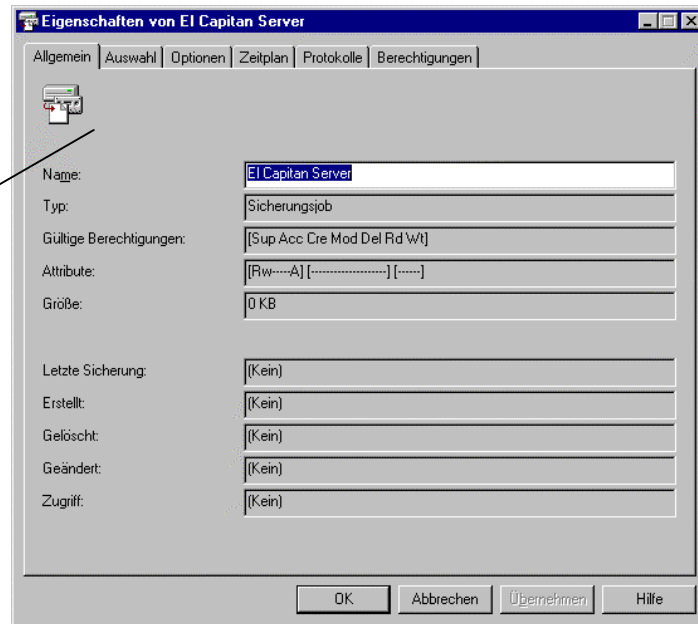 Eigenschaften von El Capitan Server
Allgemein Auswahl Optionen Zeitplan Protokolle Berechtigungen
Name: El Capitan Server
Typ: Sicherungsjob
Gültige Berechtigungen: [Sup Acc Cre Mod Del Rd Wt]
Attribute: [Rw----A] [-------------------] [------]
Größe: 0 KB
Letzte Sicherung: (Kein)
Erstellt: (Kein)
Gelöscht: (Kein)
Geändert: (Kein)
Zugriff: (Kein)
OK Abbrechen Übernehmen Hilfe